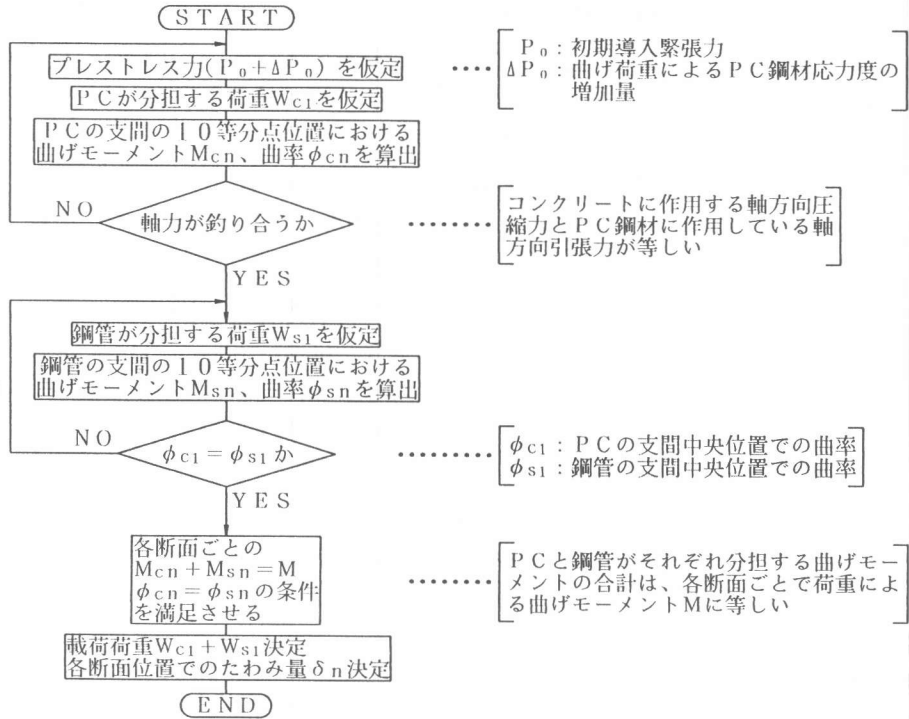 START
プレストレス力(P₀+ΔP₀)を仮定
P₀：初期導入緊張力
ΔP₀：曲げ荷重によるPC鋼材応力度の
増加量
PCが分担する荷重Wc1を仮定
PCの支間の10等分点位置における
曲げモーメントMcn、曲率φcnを算出
NO
軸力が釣り合うか
コンクリートに作用する軸方向圧
縮力とPC鋼材に作用している軸
方向引張力が等しい
YES
鋼管が分担する荷重Ws1を仮定
鋼管の支間の10等分点位置における
曲げモーメントMsn、曲率φsnを算出
NO
φc1=φs1か
φc1：PCの支間中央位置での曲率
φs1：鋼管の支間中央位置での曲率
YES
各断面ごとの
Mcn+Msn=M
φcn=φsnの条件
を満足させる
PCと鋼管がそれぞれ分担する曲げモー
メントの合計は、各断面ごとで荷重によ
る曲げモーメントMに等しい
載荷荷重Wc1+Ws1決定
各断面位置でのたわみ量δn決定
END